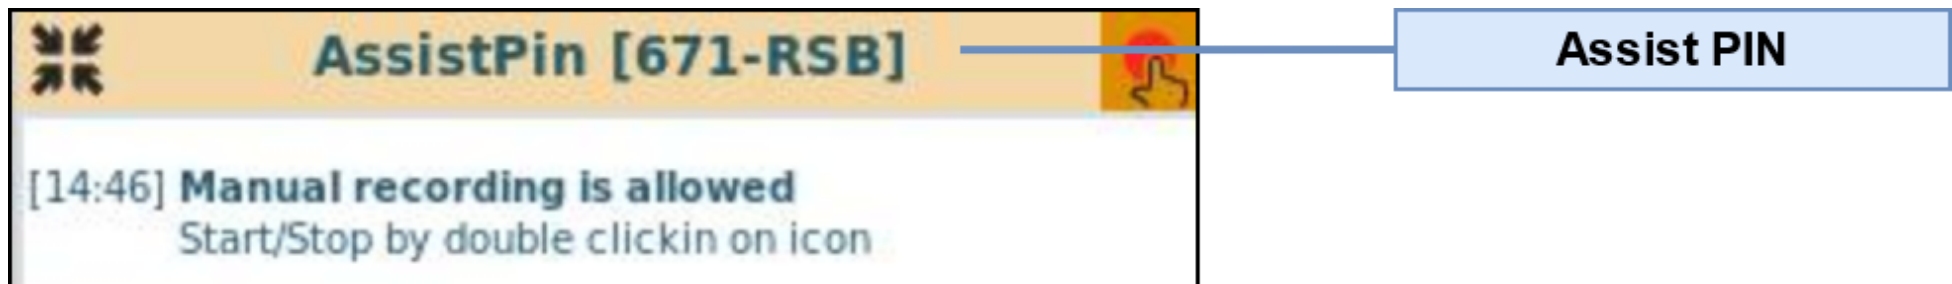 AssistPin [671-RSB]
Assist PIN
[14:46] Manual recording is allowed
Start/Stop by double clickin on icon